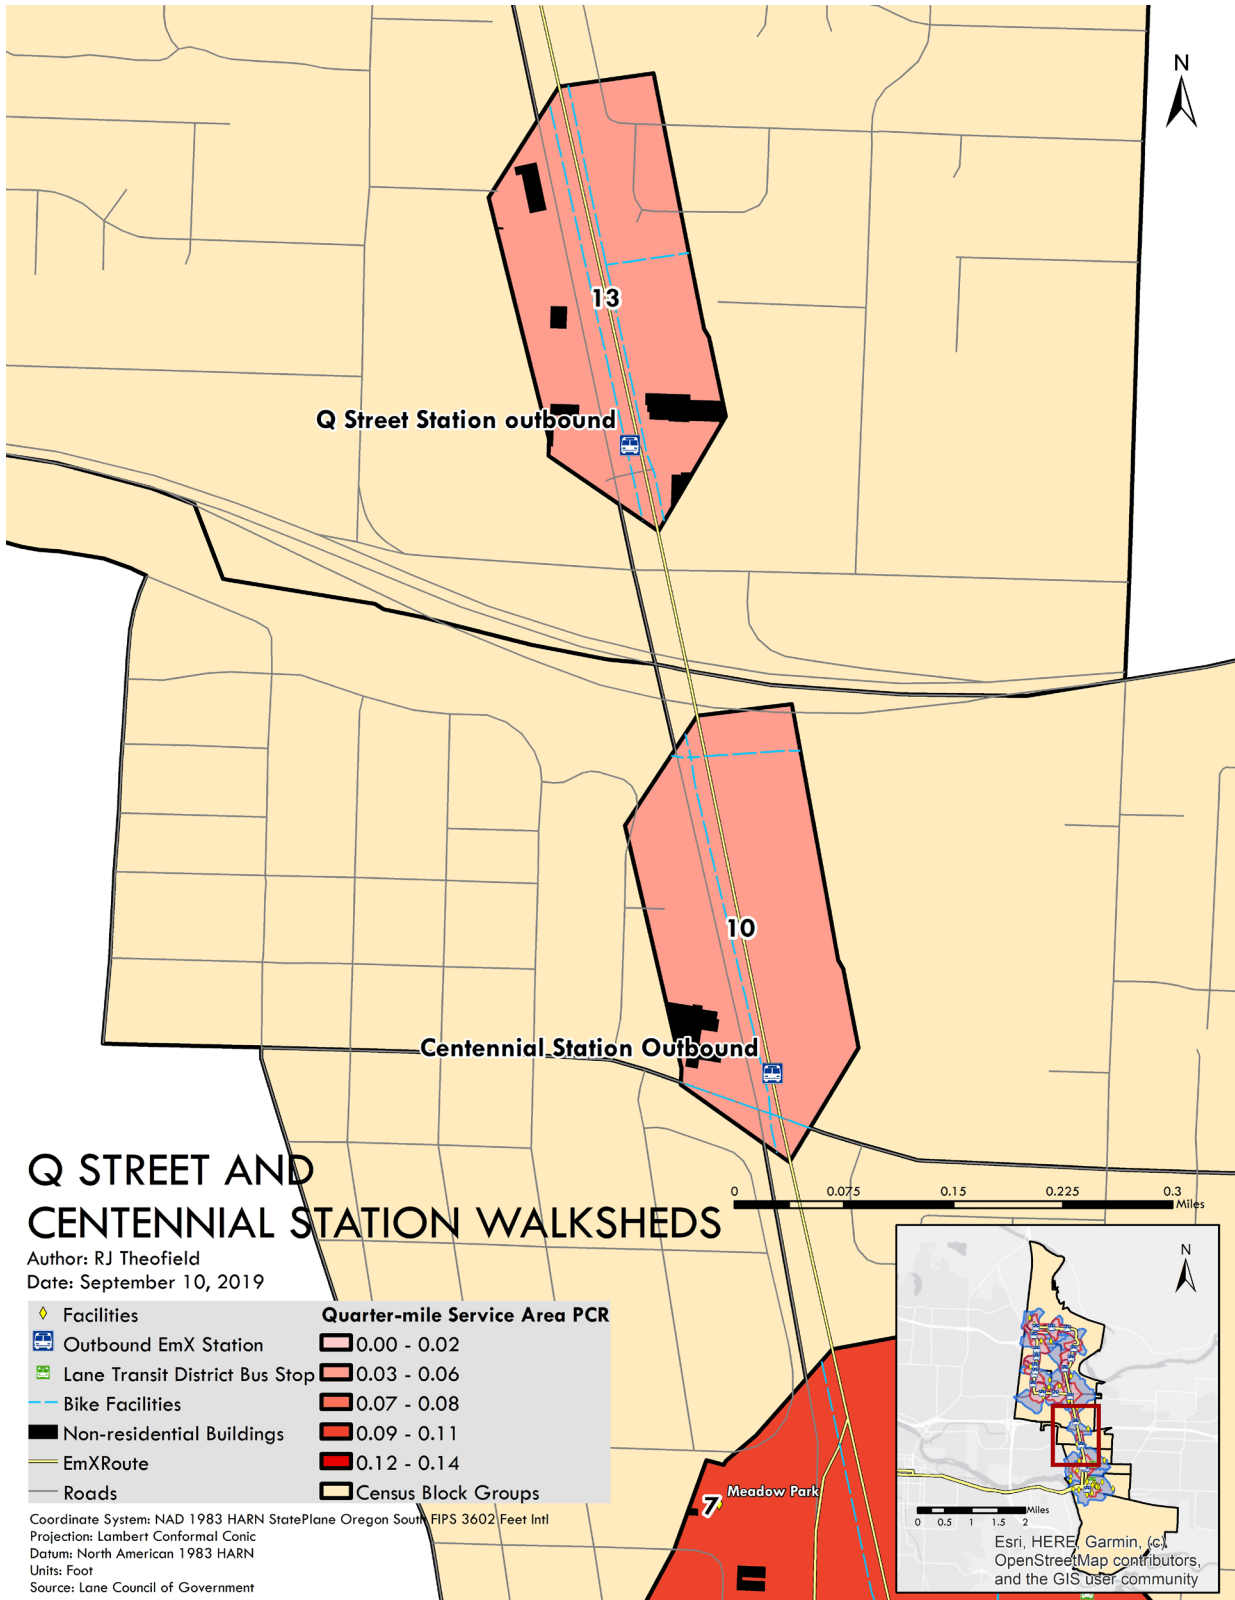 N
13
Q Street Station outbound
10
Centennial Station Outbound
Q STREET AND
CENTENNIAL STATION WALKSHEDS
Author: RJ Theofield
Date: September 10, 2019
0 0.075 0.15 0.225 0.3
Miles
Facilities
Outbound EmX Station
Lane Transit District Bus Stop
Bike Facilities
Non-residential Buildings
EmXRoute
Roads
Quarter-mile Service Area PCR
0.00 - 0.02
0.03 - 0.06
0.07 - 0.08
0.09 - 0.11
0.12 - 0.14
Census Block Groups
Coordinate System: NAD 1983 HARN StatePlane Oregon South FIPS 3602 Feet Intl
Projection: Lambert Conformal Conic
Datum: North American 1983 HARN
Units: Foot
Source: Lane Council of Government
7
Meadow Park
N
Miles
0 0.5 1 1.5 2
Esri, HERE, Garmin, (c)
OpenStreetMap contributors,
and the GIS user community